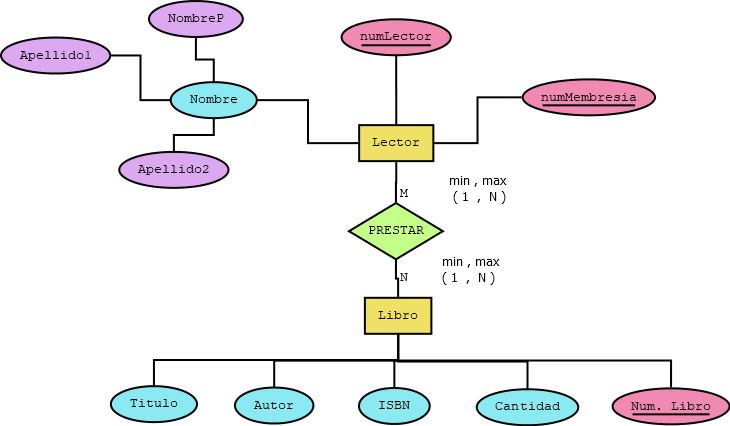 NombreP
numLector
Apellido1
Nombre
numMembresia
Lector
Apellido2
min , max
M
( 1 , N )
PRESTAR
min , max
N
( 1 , N )
Libro
Titulo
Autor
ISBN
Cantidad
Num. Libro